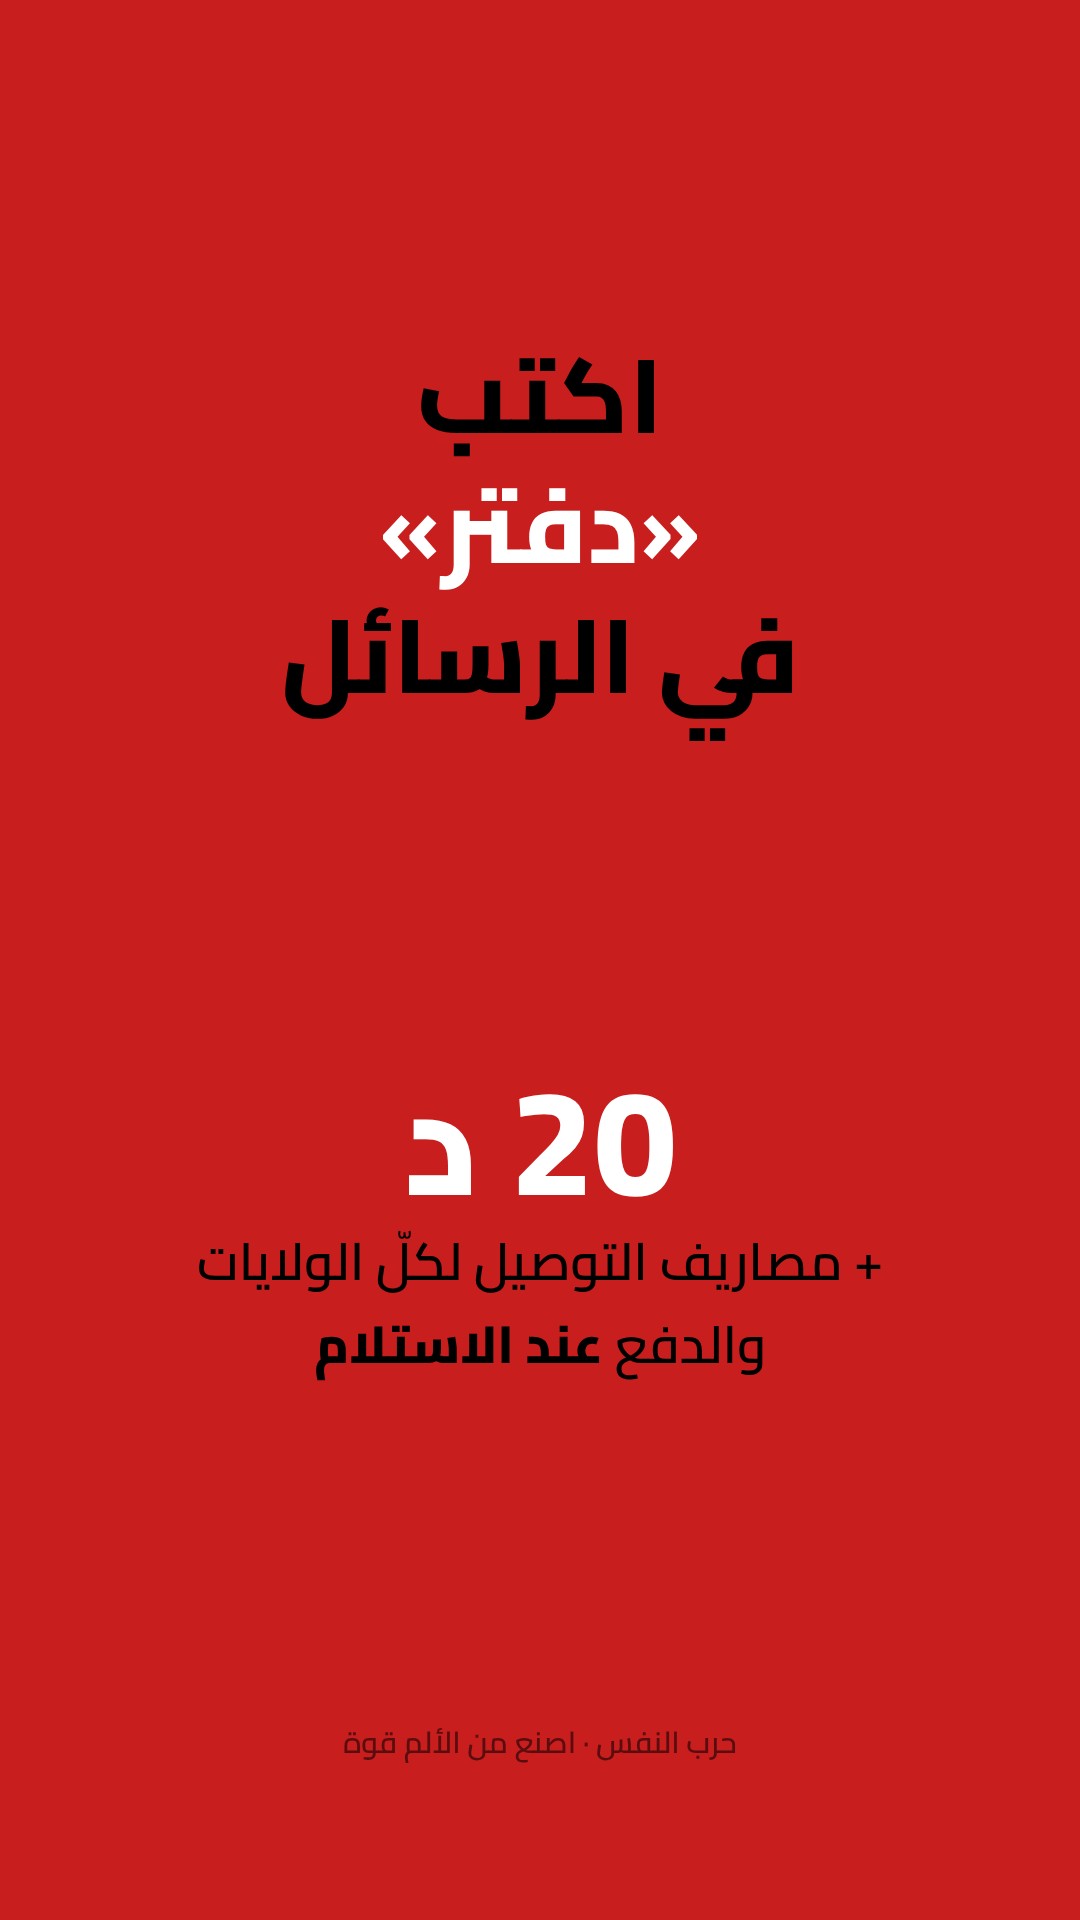 اكتب
«دفتر»
في الرسائل
20 د
+ مصاريف التوصيل لكلّ الولايات
والدفع عند الاستلام
حرب النفس · اصنع من الألم قوة